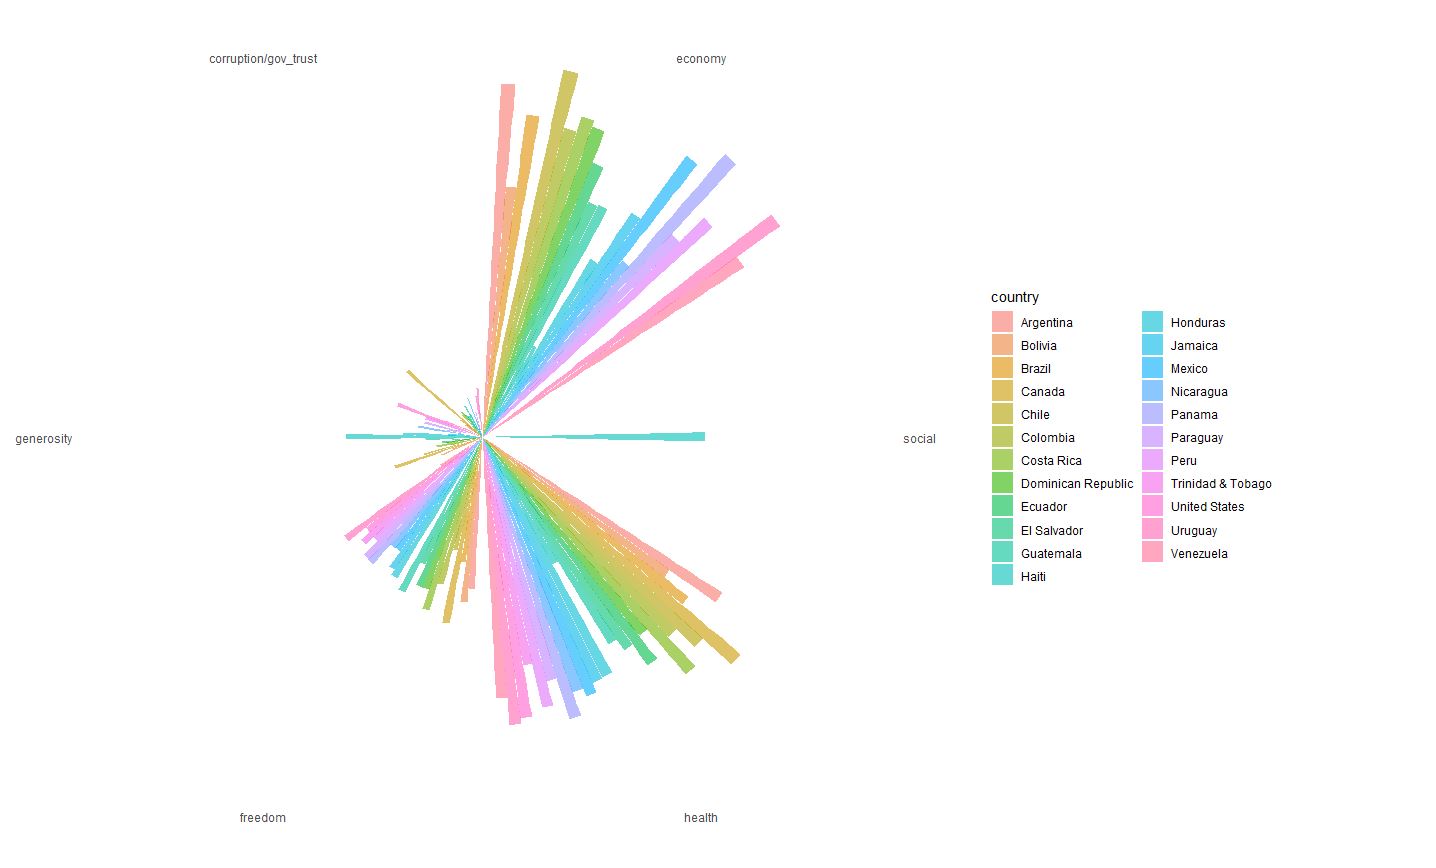 corruption/gov_trust
economy
generosity
social
freedom
health
country
Argentina
Bolivia
Brazil
Canada
Chile
Colombia
Costa Rica
Dominican Republic
Ecuador
El Salvador
Guatemala
Haiti
Honduras
Jamaica
Mexico
Nicaragua
Panama
Paraguay
Peru
Trinidad & Tobago
United States
Uruguay
Venezuela